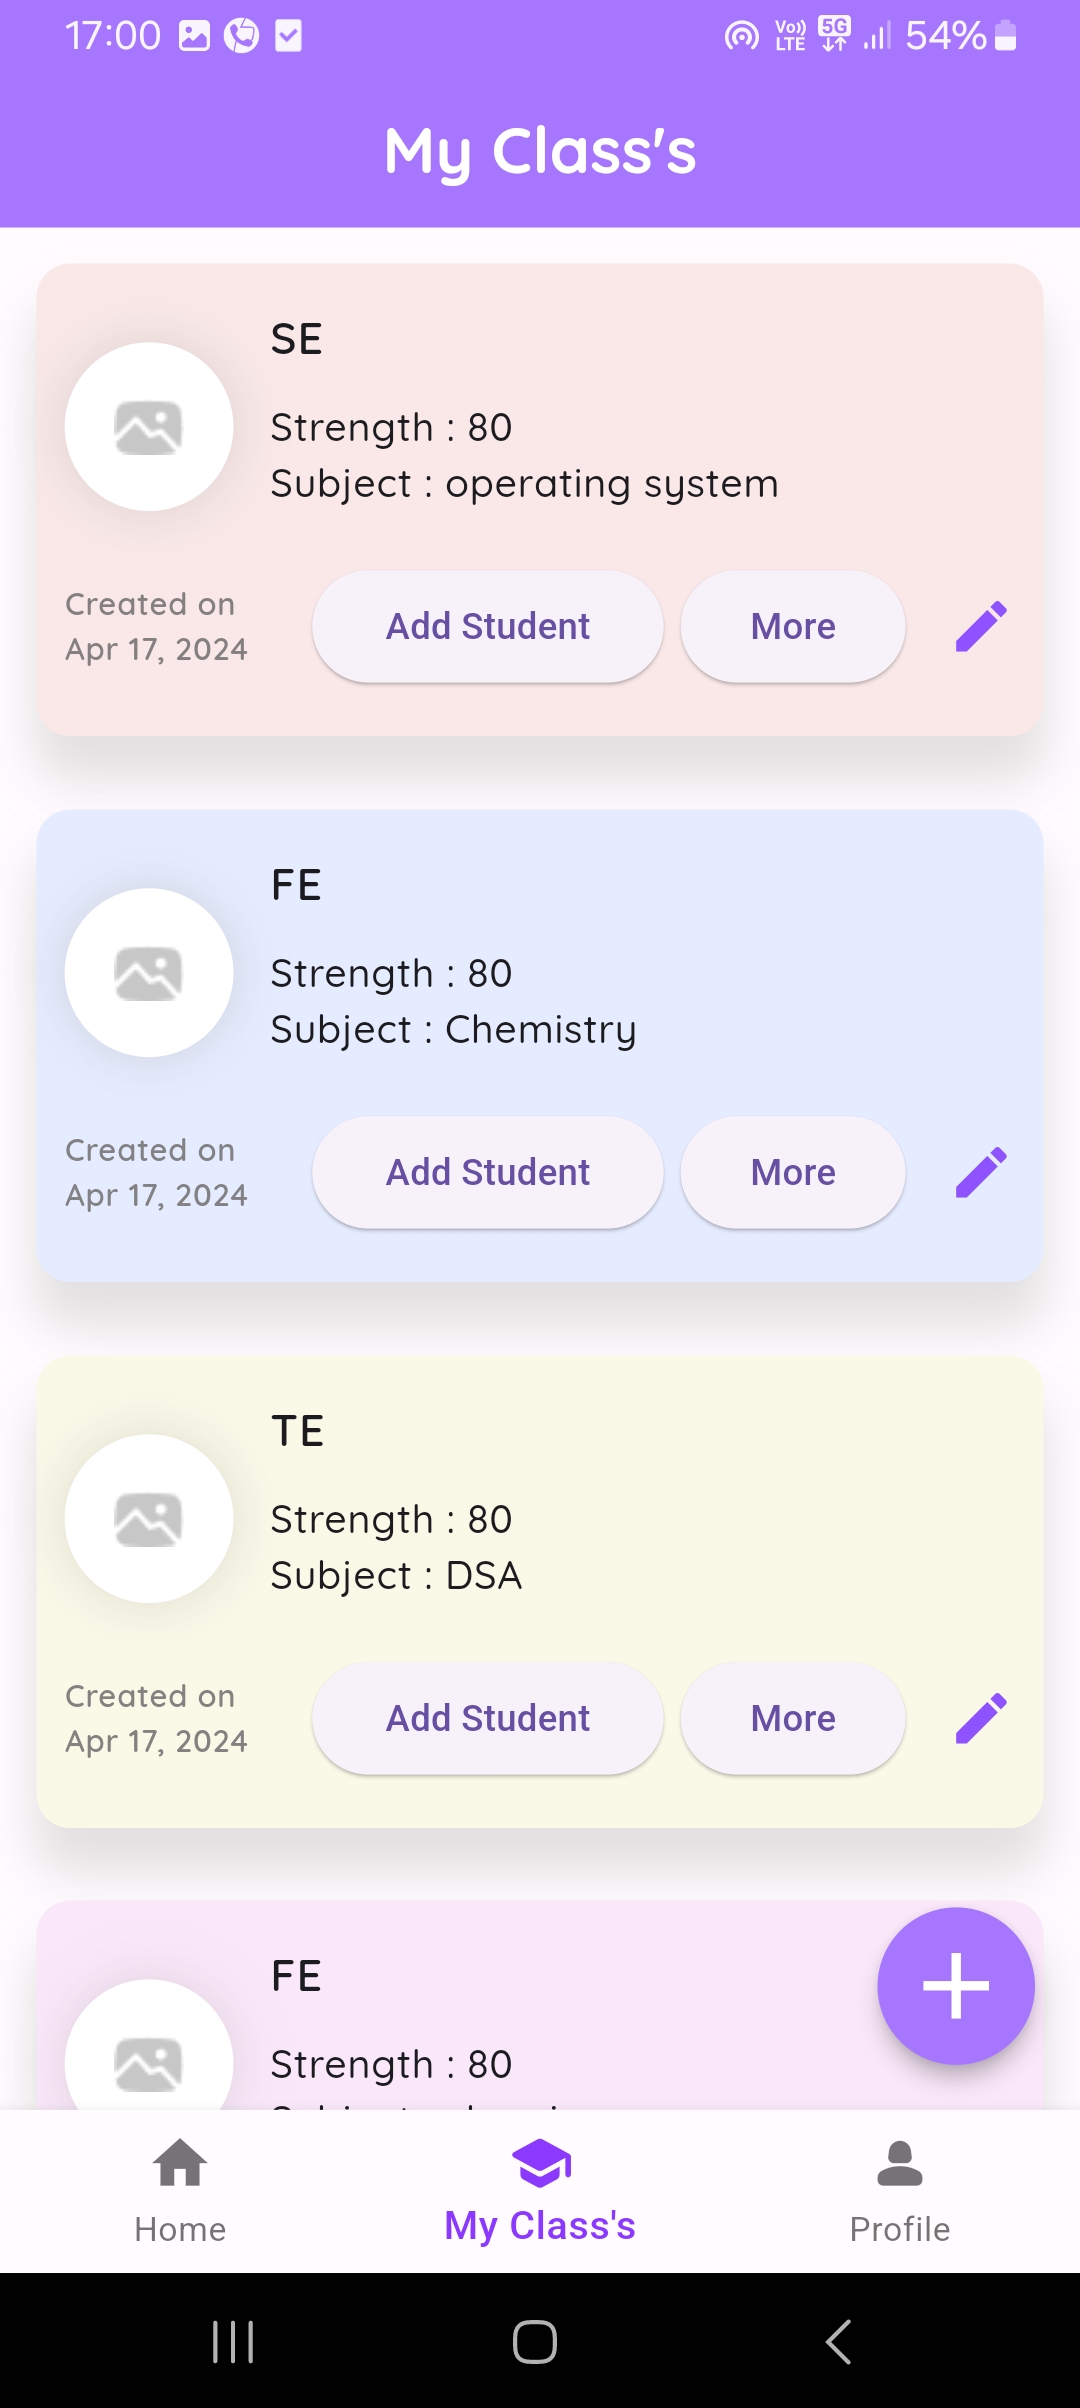 17:00 Vo)) LTE 5G 54%
My Class's
SE
Strength : 80
Subject : operating system
Created on
Apr 17, 2024
Add Student More
FE
Strength : 80
Subject : Chemistry
Created on
Apr 17, 2024
Add Student More
TE
Strength : 80
Subject : DSA
Created on
Apr 17, 2024
Add Student More
FE
Strength : 80
Home My Class's Profile